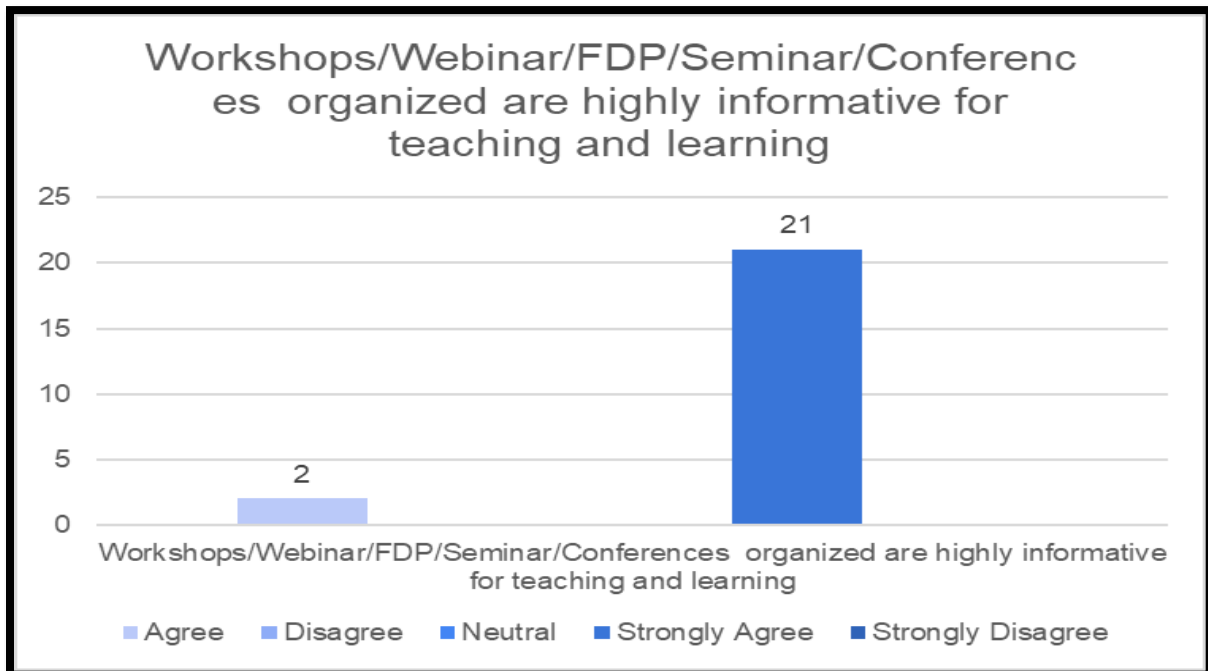 Workshops/Webinar/FDP/Seminar/Conferenc
es  organized are highly informative for
teaching and learning
25
20
15
10
5
0
2
21
Workshops/Webinar/FDP/Seminar/Conferences  organized are highly informative
for teaching and learning
Agree Disagree Neutral Strongly Agree Strongly Disagree